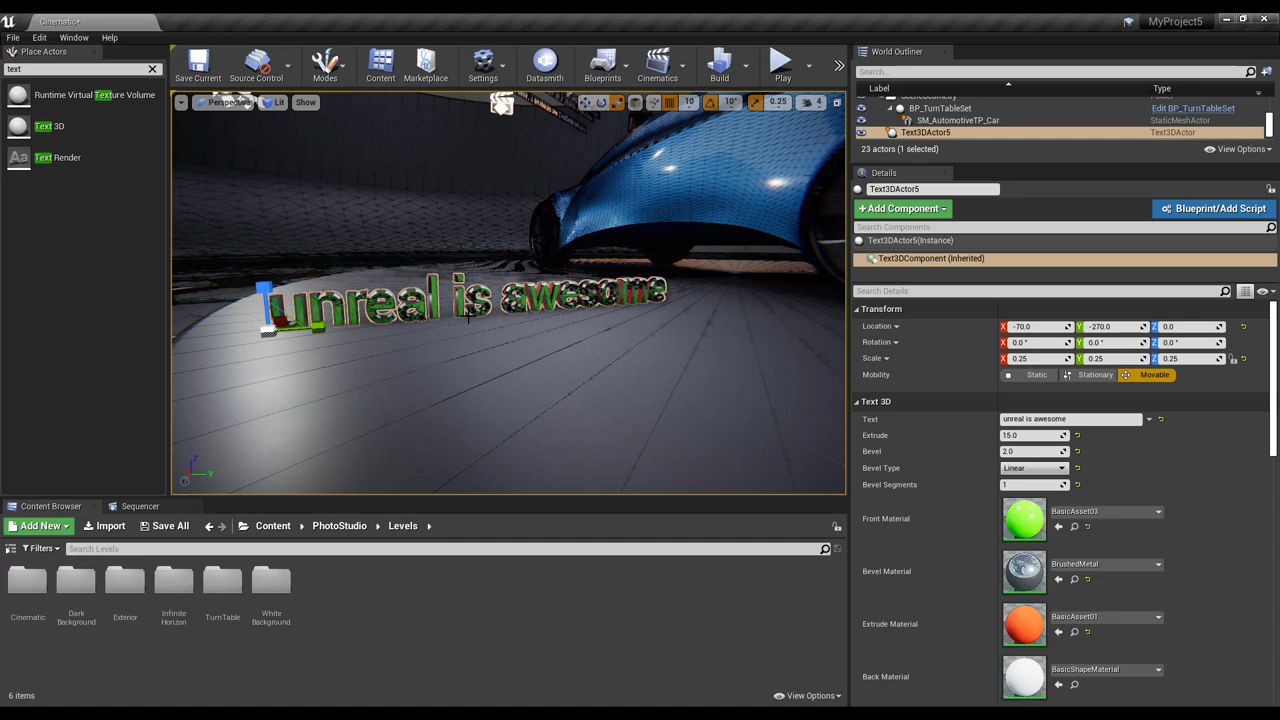 Cinematic*
MyProject5
File Edit Window Help
Place Actors
text
Runtime Virtual Texture Volume
Text 3D
Aa Text Render
Save Current Source Control Modes Content Marketplace Settings Datasmith Blueprints Cinematics Build Play
Perspective Lit Show 10 10° 0.25 4
unreal is awesome
Z
Y
World Outliner
Search...
Label Type
BP_TurnTableSet Edit BP_TurnTableSet
SM_AutomotiveTP_Car StaticMeshActor
Text3DActor5 Text3DActor
23 actors (1 selected) View Options
Details
Text3DActor5
+ Add Component Blueprint/Add Script
Search Components
Text3DActor5(Instance)
Text3DComponent (Inherited)
Search Details
Transform
Location X -70.0 Y -270.0 Z 0.0
Rotation X 0.0 ° Y 0.0 ° Z 0.0 °
Scale X 0.25 Y 0.25 Z 0.25
Mobility Static Stationary Movable
Text 3D
Text unreal is awesome
Extrude 15.0
Bevel 2.0
Bevel Type Linear
Bevel Segments 1
Front Material BasicAsset03
Bevel Material BrushedMetal
Extrude Material BasicAsset01
Back Material BasicShapeMaterial
Content Browser Sequencer
Add New Import Save All Content PhotoStudio Levels
Filters Search Levels
Cinematic
Dark Background
Exterior
Infinite Horizon
TurnTable
White Background
6 items View Options